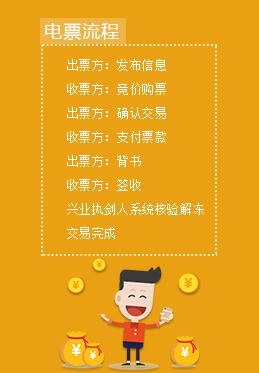 电票流程
出票方：发布信息
收票方：竞价购票
出票方：确认交易
收票方：支付票款
出票方：背书
收票方：签收
兴业执剑人系统核验解冻
交易完成
¥
¥
¥
¥
¥
¥